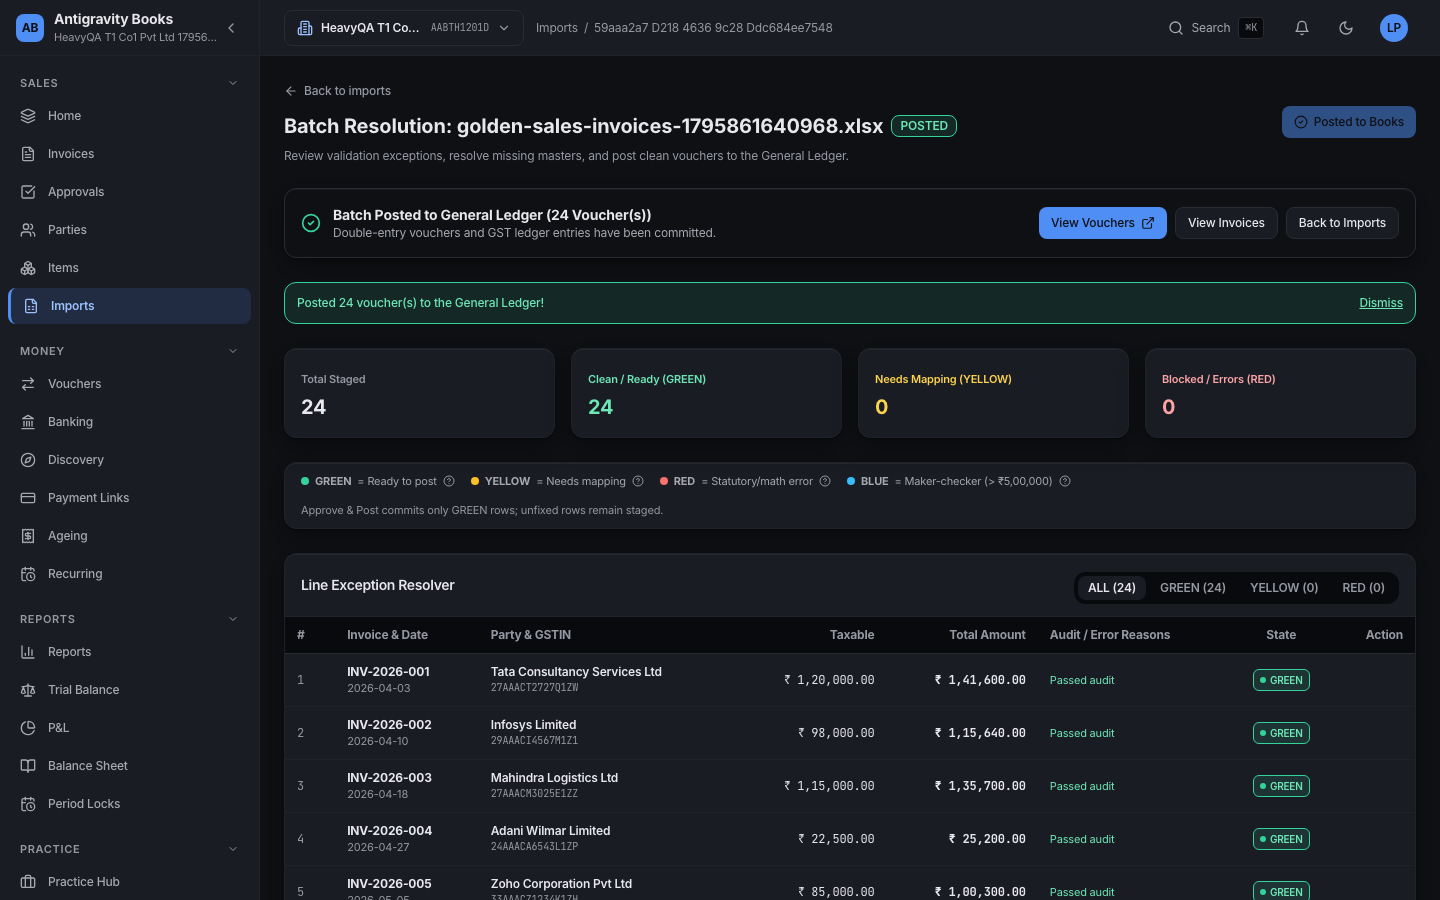 AB
Antigravity Books
HeavyQA T1 Co1 Pvt Ltd 17956...
HeavyQA T1 Co...
AABTH1201D
Imports / 59aaa2a7 D218 4636 9c28 Ddc684ee7548
Search
⌘K
LP
SALES
Home
Invoices
Approvals
Parties
Items
Imports
MONEY
Vouchers
Banking
Discovery
Payment Links
Ageing
Recurring
REPORTS
Reports
Trial Balance
P&L
Balance Sheet
Period Locks
PRACTICE
Practice Hub
Back to imports
Batch Resolution: golden-sales-invoices-1795861640968.xlsx POSTED
Posted to Books
Review validation exceptions, resolve missing masters, and post clean vouchers to the General Ledger.
Batch Posted to General Ledger (24 Voucher(s))
Double-entry vouchers and GST ledger entries have been committed.
View Vouchers
View Invoices
Back to Imports
Posted 24 voucher(s) to the General Ledger!
Dismiss
Total Staged
24
Clean / Ready (GREEN)
24
Needs Mapping (YELLOW)
0
Blocked / Errors (RED)
0
GREEN = Ready to post
YELLOW = Needs mapping
RED = Statutory/math error
BLUE = Maker-checker (> ₹5,00,000)
Approve & Post commits only GREEN rows; unfixed rows remain staged.
Line Exception Resolver
ALL (24) GREEN (24) YELLOW (0) RED (0)
# Invoice & Date Party & GSTIN Taxable Total Amount Audit / Error Reasons State Action
1 INV-2026-001 Tata Consultancy Services Ltd ₹ 1,20,000.00 ₹ 1,41,600.00 Passed audit GREEN
2026-04-03 27AAACT2727Q1ZW
2 INV-2026-002 Infosys Limited ₹ 98,000.00 ₹ 1,15,640.00 Passed audit GREEN
2026-04-10 29AAACI4567M1Z1
3 INV-2026-003 Mahindra Logistics Ltd ₹ 1,15,000.00 ₹ 1,35,700.00 Passed audit GREEN
2026-04-18 27AAACM3025E1ZZ
4 INV-2026-004 Adani Wilmar Limited ₹ 22,500.00 ₹ 25,200.00 Passed audit GREEN
2026-04-27 24AAACA6543L1ZP
5 INV-2026-005 Zoho Corporation Pvt Ltd ₹ 85,000.00 ₹ 1,00,300.00 Passed audit GREEN